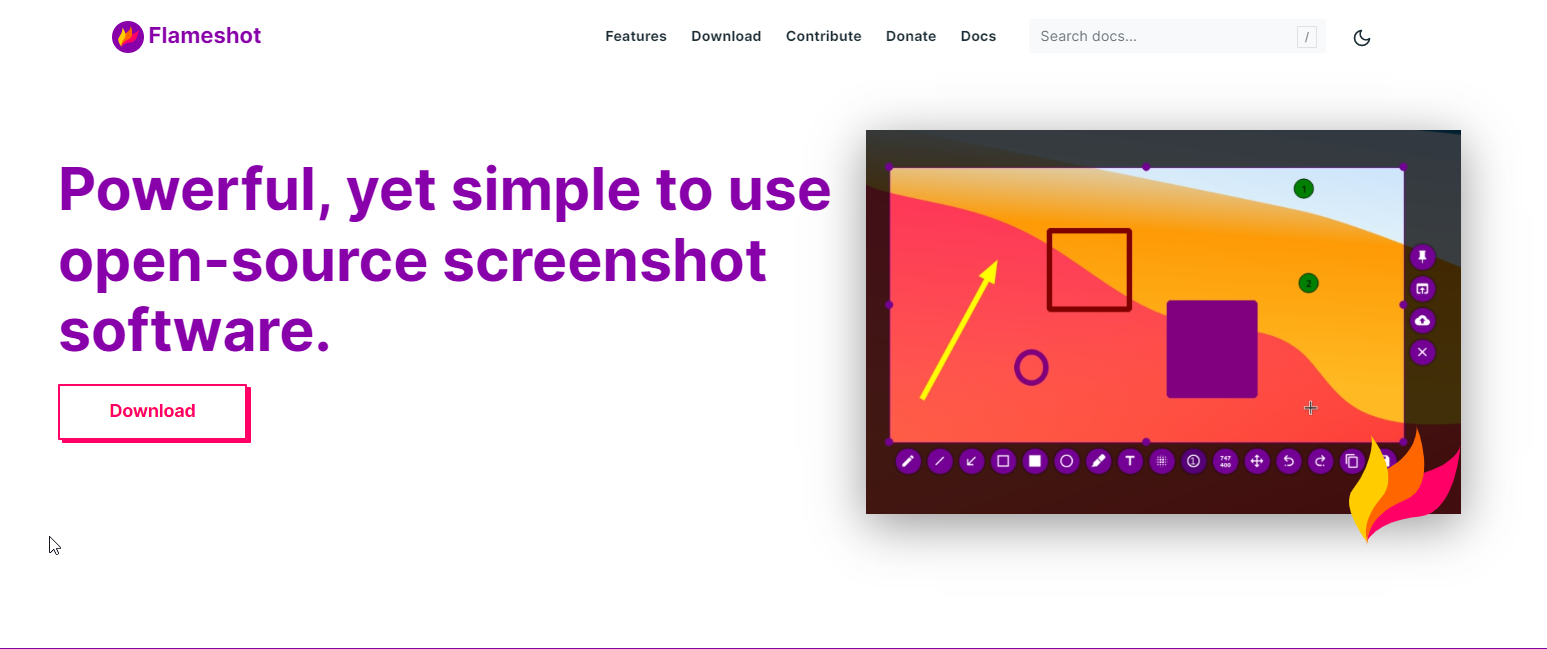 Flameshot
Features Download Contribute Donate Docs Search docs... /
Powerful, yet simple to use
open-source screenshot
software.
Download
1
2
T
1
747
400